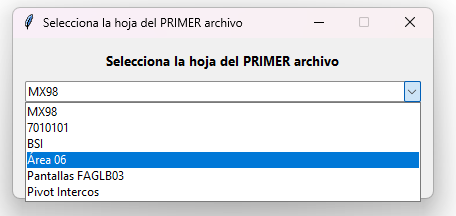 Selecciona la hoja del PRIMER archivo
Selecciona la hoja del PRIMER archivo
MX98
MX98
7010101
BSI
Área 06
Pantallas FAGLB03
Pivot Intercos